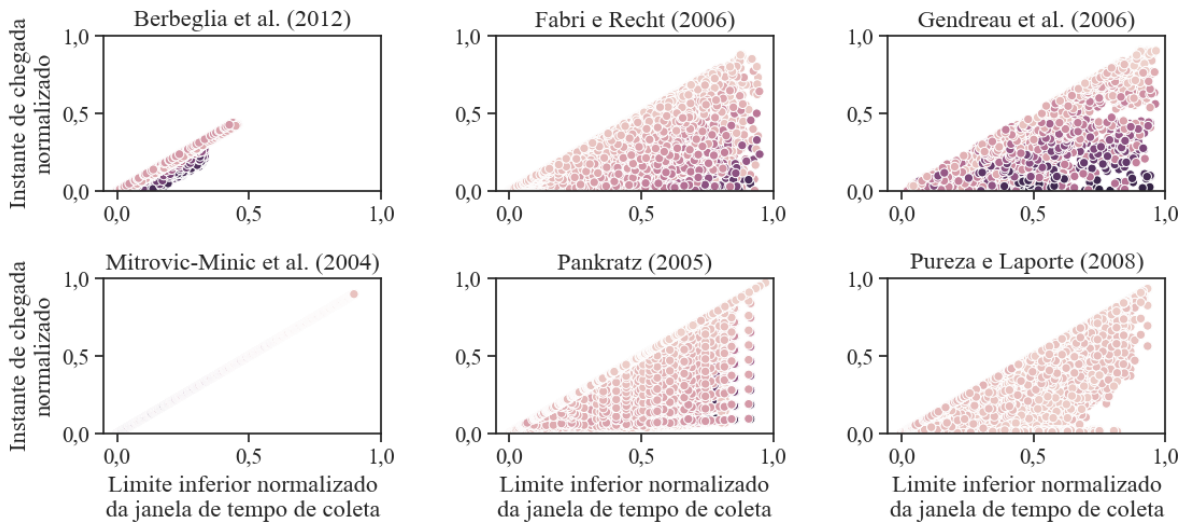 Berbeglia et al. (2012)
Fabri e Recht (2006)
Gendreau et al. (2006)
Instante de chegada
normalizado
1,0
0,5
0,0
0,0
0,5
1,0
1,0
0,5
0,0
0,0
0,5
1,0
1,0
0,5
0,0
0,0
0,5
1,0
Mitrovic-Minic et al. (2004)
Pankratz (2005)
Pureza e Laporte (2008)
Instante de chegada
normalizado
1,0
0,5
0,0
0,0
0,5
1,0
1,0
0,5
0,0
0,0
0,5
1,0
1,0
0,5
0,0
0,0
0,5
1,0
Limite inferior normalizado
da janela de tempo de coleta
Limite inferior normalizado
da janela de tempo de coleta
Limite inferior normalizado
da janela de tempo de coleta